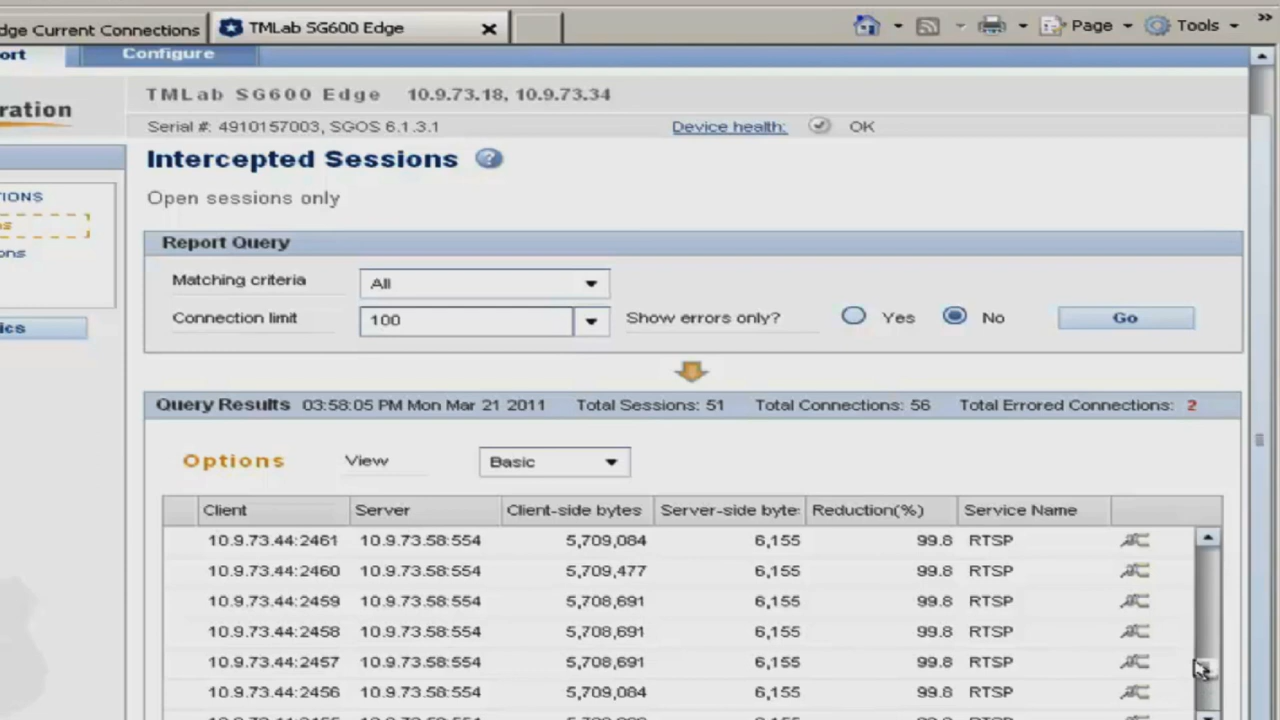 dge Current Connections TMLab SG600 Edge Page Tools
ort Configure
ration TMLab SG600 Edge 10.9.73.18, 10.9.73.34
Serial #: 4910157003, SGOS 6.1.3.1 Device health: OK
Intercepted Sessions ?
IONS Open sessions only
Report Query
ons Matching criteria All
ics Connection limit 100 Show errors only? Yes No Go
Query Results 03:58:05 PM Mon Mar 21 2011 Total Sessions: 51 Total Connections: 56 Total Errored Connections: 2
Options View Basic
Client Server Client-side bytes Server-side byte: Reduction(%) Service Name
10.9.73.44:2461 10.9.73.58:554 5,709,084 6,155 99.8 RTSP
10.9.73.44:2460 10.9.73.58:554 5,709,477 6,155 99.8 RTSP
10.9.73.44:2459 10.9.73.58:554 5,708,691 6,155 99.8 RTSP
10.9.73.44:2458 10.9.73.58:554 5,708,691 6,155 99.8 RTSP
10.9.73.44:2457 10.9.73.58:554 5,708,691 6,155 99.8 RTSP
10.9.73.44:2456 10.9.73.58:554 5,709,084 6,155 99.8 RTSP